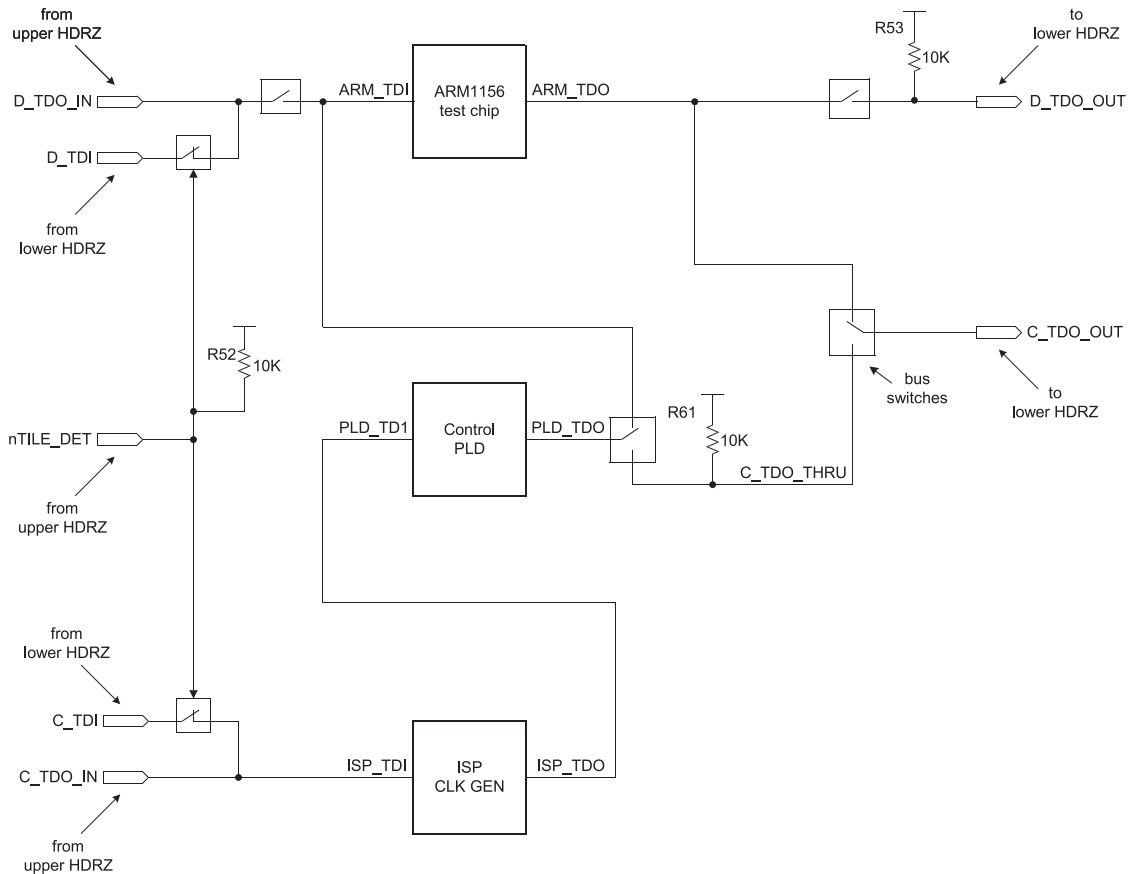 from
upper HDRZ
D_TDO_IN
D_TDI
from
lower HDRZ
ARM_TDI
ARM1156
test chip
ARM_TDO
R53
10K
to
lower HDRZ
D_TDO_OUT
R52
10K
nTILE_DET
from
upper HDRZ
PLD_TD1
Control
PLD
PLD_TDO
R61
10K
C_TDO_THRU
bus
switches
C_TDO_OUT
to
lower HDRZ
from
lower HDRZ
C_TDI
C_TDO_IN
from
upper HDRZ
ISP_TDI
ISP
CLK GEN
ISP_TDO